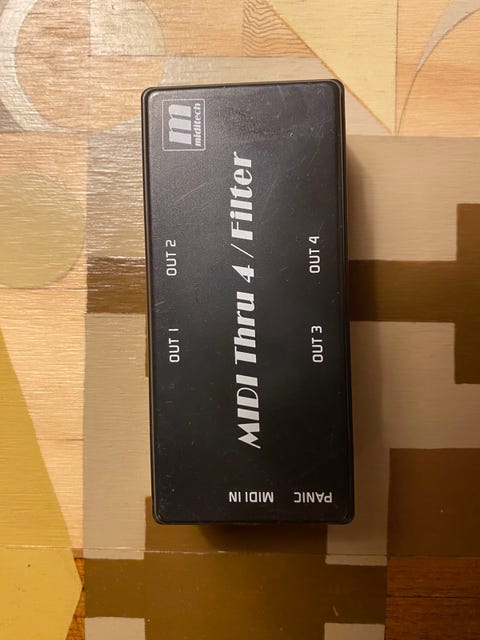 m
miditech
OUT 1
OUT 2
MIDI Thru 4 / Filter
OUT 3
OUT 4
MIDI IN
PANIC